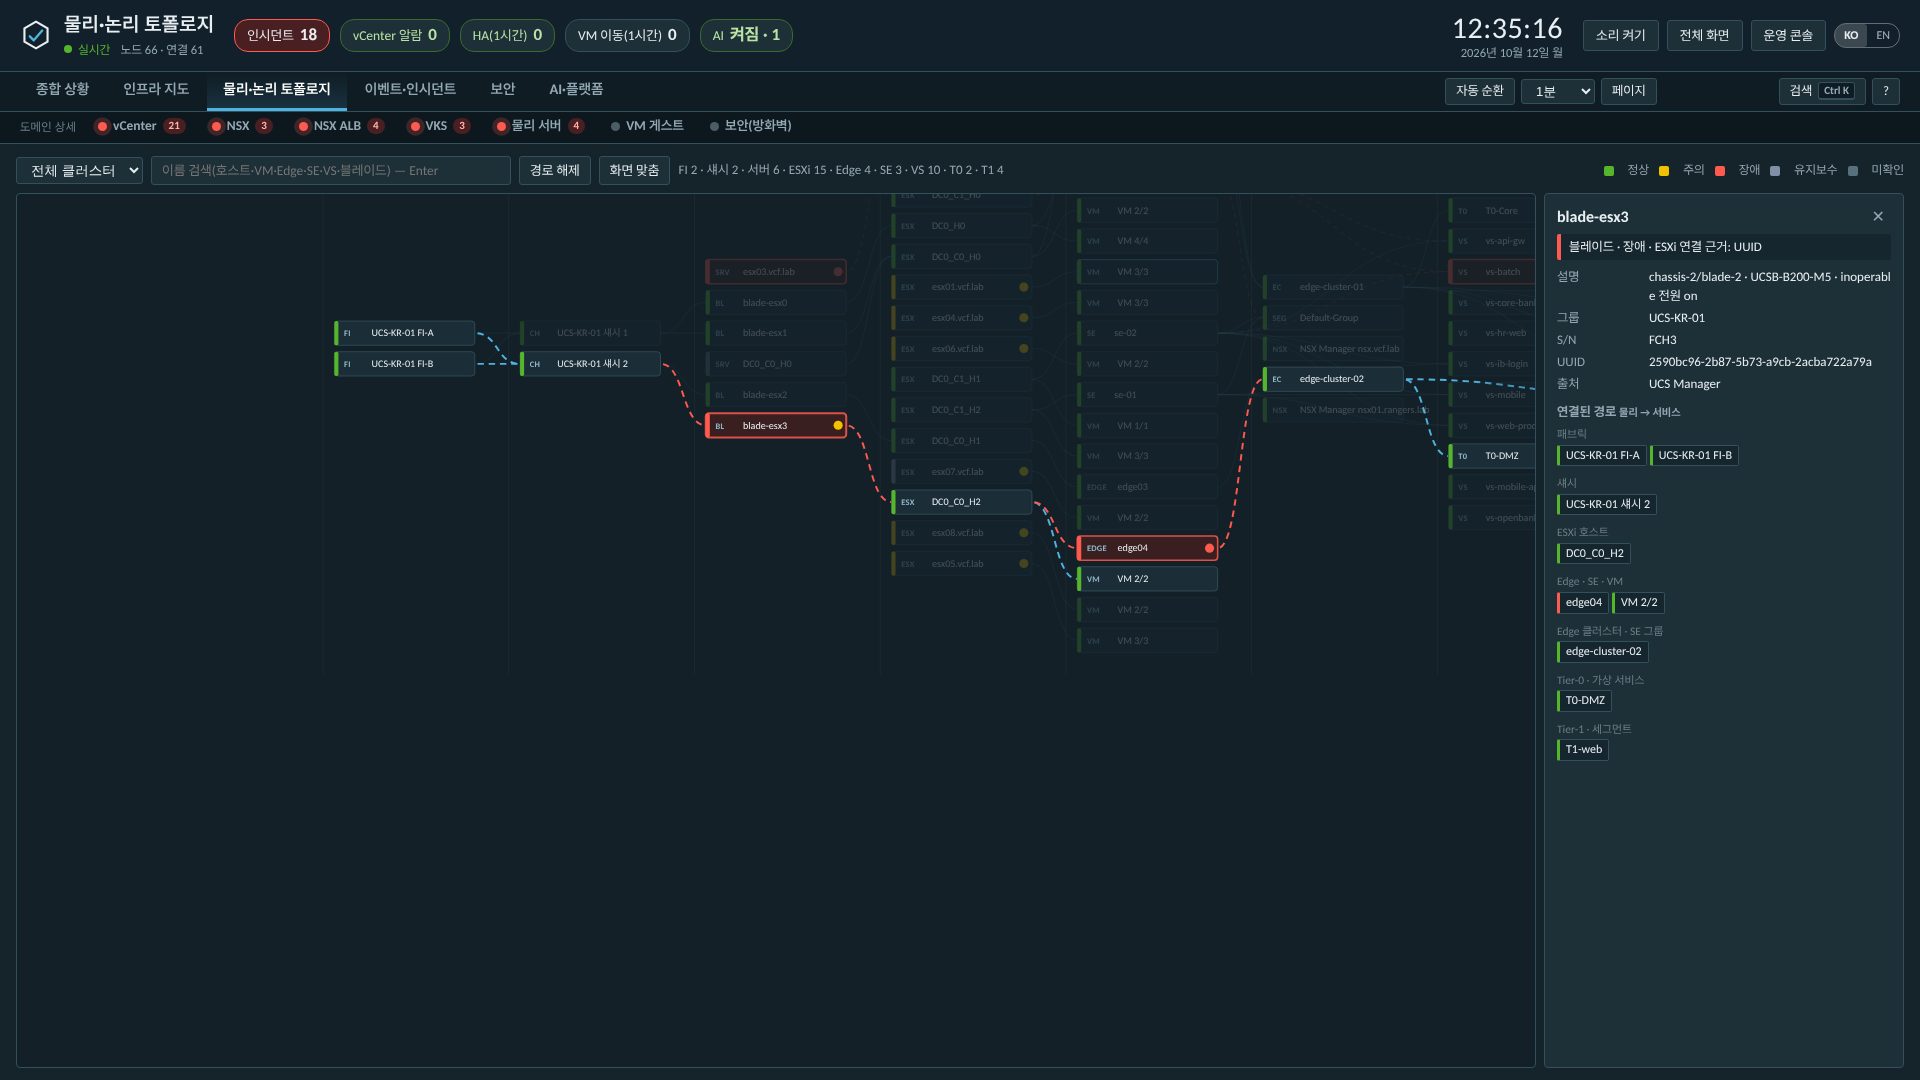 물리·논리 토폴로지
실시간 노드 66 · 연결 61
인시던트 18
vCenter 알람 0
HA(1시간) 0
VM 이동(1시간) 0
AI 켜짐 · 1
12:35:16
2026년 10월 12일 월
소리 켜기
전체 화면
운영 콘솔
KO EN
종합 상황
인프라 지도
물리·논리 토폴로지
이벤트·인시던트
보안
AI·플랫폼
자동 순환
1분
페이지
검색 Ctrl K
?
도메인 상세
vCenter 21
NSX 3
NSX ALB 4
VKS 3
물리 서버 4
VM 게스트
보안(방화벽)
전체 클러스터
이름 검색(호스트·VM·Edge·SE·VS·블레이드) — Enter
경로 해제
화면 맞춤
FI 2 · 섀시 2 · 서버 6 · ESXi 15 · Edge 4 · SE 3 · VS 10 · T0 2 · T1 4
정상
주의
장애
유지보수
미확인
FI UCS-KR-01 FI-A
FI UCS-KR-01 FI-B
CH UCS-KR-01 섀시 1
CH UCS-KR-01 섀시 2
SRV esx03.vcf.lab
BL blade-esx0
BL blade-esx1
SRV DC0_C0_H0
BL blade-esx2
BL blade-esx3
ESX DC0_C1_H0
ESX DC0_H0
ESX DC0_C0_H0
ESX esx01.vcf.lab
ESX esx04.vcf.lab
ESX esx06.vcf.lab
ESX DC0_C1_H1
ESX DC0_C1_H2
ESX DC0_C0_H1
ESX esx07.vcf.lab
ESX DC0_C0_H2
ESX esx08.vcf.lab
ESX esx05.vcf.lab
VM VM 2/2
VM VM 4/4
VM VM 3/3
VM VM 3/3
SE se-02
VM VM 2/2
SE se-01
VM VM 1/1
VM VM 3/3
EDGE edge03
VM VM 2/2
EDGE edge04
VM VM 2/2
VM VM 2/2
VM VM 3/3
EC edge-cluster-01
SEG Default-Group
NSX NSX Manager nsx.vcf.lab
EC edge-cluster-02
NSX NSX Manager nsx01.rangers.lab
T0 T0-Core
VS vs-api-gw
VS vs-batch
VS vs-core-ban
VS vs-hr-web
VS vs-ib-login
VS vs-mobile
VS vs-web-pro
T0 T0-DMZ
VS vs-mobile-a
VS vs-openban
blade-esx3
✕
블레이드 · 장애 · ESXi 연결 근거: UUID
설명 chassis-2/blade-2 · UCSB-B200-M5 · inoperabl
e 전원 on
그룹 UCS-KR-01
S/N FCH3
UUID 2590bc96-2b87-5b73-a9cb-2acba722a79a
출처 UCS Manager
연결된 경로 물리 → 서비스
패브릭
UCS-KR-01 FI-A UCS-KR-01 FI-B
섀시
UCS-KR-01 섀시 2
ESXi 호스트
DC0_C0_H2
Edge · SE · VM
edge04 VM 2/2
Edge 클러스터 · SE 그룹
edge-cluster-02
Tier-0 · 가상 서비스
T0-DMZ
Tier-1 · 세그먼트
T1-web